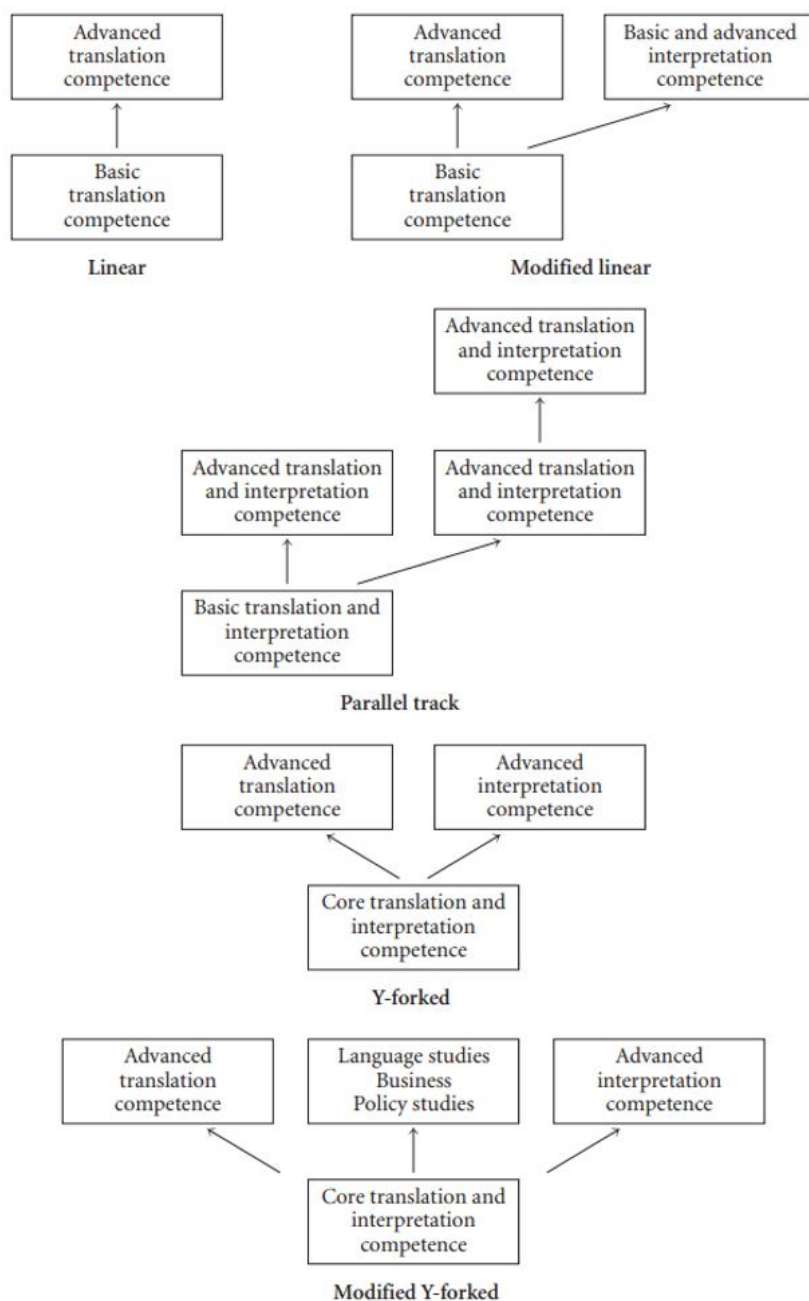 Advanced
translation
competence
Advanced
translation
competence
Basic and advanced
interpretation
competence
Basic
translation
competence
Basic
translation
competence
Linear
Modified linear
Advanced translation
and interpretation
competence
Advanced translation
and interpretation
competence
Advanced translation
and interpretation
competence
Basic translation and
interpretation
competence
Parallel track
Advanced
translation
competence
Advanced
interpretation
competence
Core translation and
interpretation
competence
Y-forked
Advanced
translation
competence
Language studies
Business
Policy studies
Advanced
interpretation
competence
Core translation and
interpretation
competence
Modified Y-forked